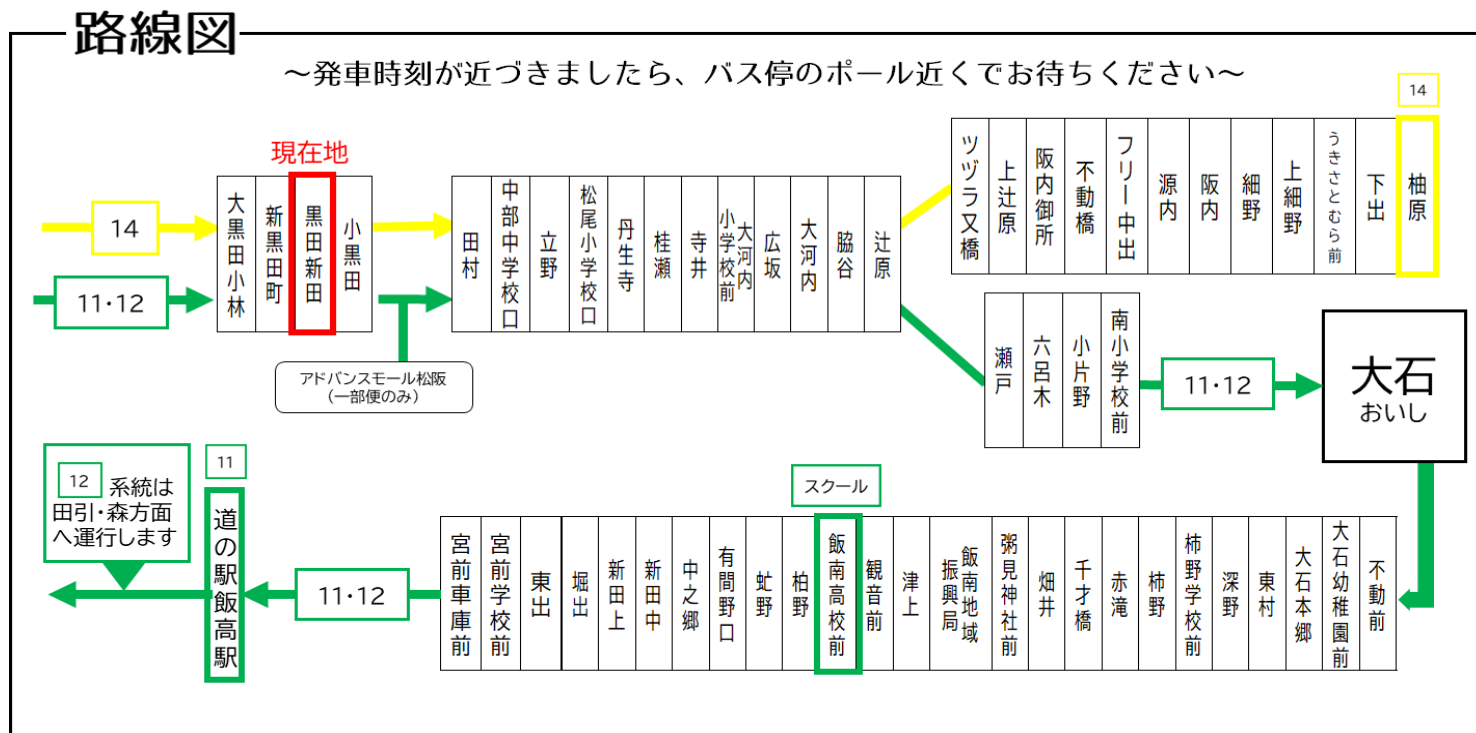 路線図
～発車時刻が近づきましたら、バス停のポール近くでお待ちください～
14
現在地
14
11・12
大黒田小林
新黒田町
黒田新田
小黒田
アドバンスモール松阪
（一部便のみ）
田村
中部中学校口
立野
松尾小学校口
丹生寺
桂瀬
寺井
大河内
小学校前
広坂
大河内
脇谷
辻原
ツヅラ又橋
上辻原
阪内御所
不動橋
フリー中出
源内
阪内
細野
上細野
うきさとむら前
下出
柚原
瀬戸
六呂木
小片野
南小学校前
11・12
大石
おいし
不動前
大石幼稚園前
大石本郷
東村
深野
柿野学校前
柿野
赤滝
千才橋
畑井
粥見神社前
飯南地域
振興局
津上
観音前
スクール
飯南高校前
柏野
虻野
有間野口
中之郷
新田中
新田上
堀出
東出
宮前学校前
宮前車庫前
11・12
11
道の駅飯高駅
12 系統は
田引・森方面
へ運行します